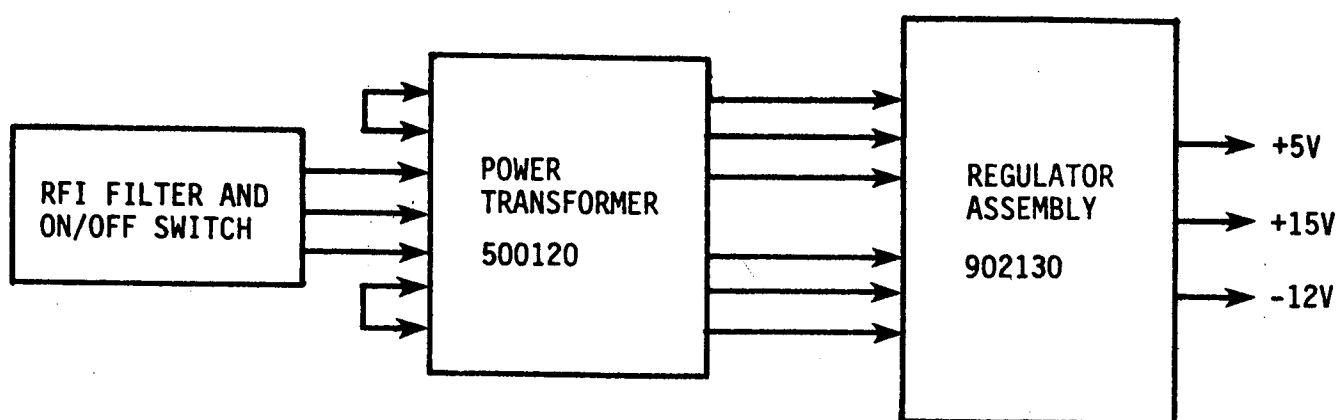 RFI FILTER AND
ON/OFF SWITCH
POWER
TRANSFORMER
500120
REGULATOR
ASSEMBLY
902130
+5V
+15V
-12V